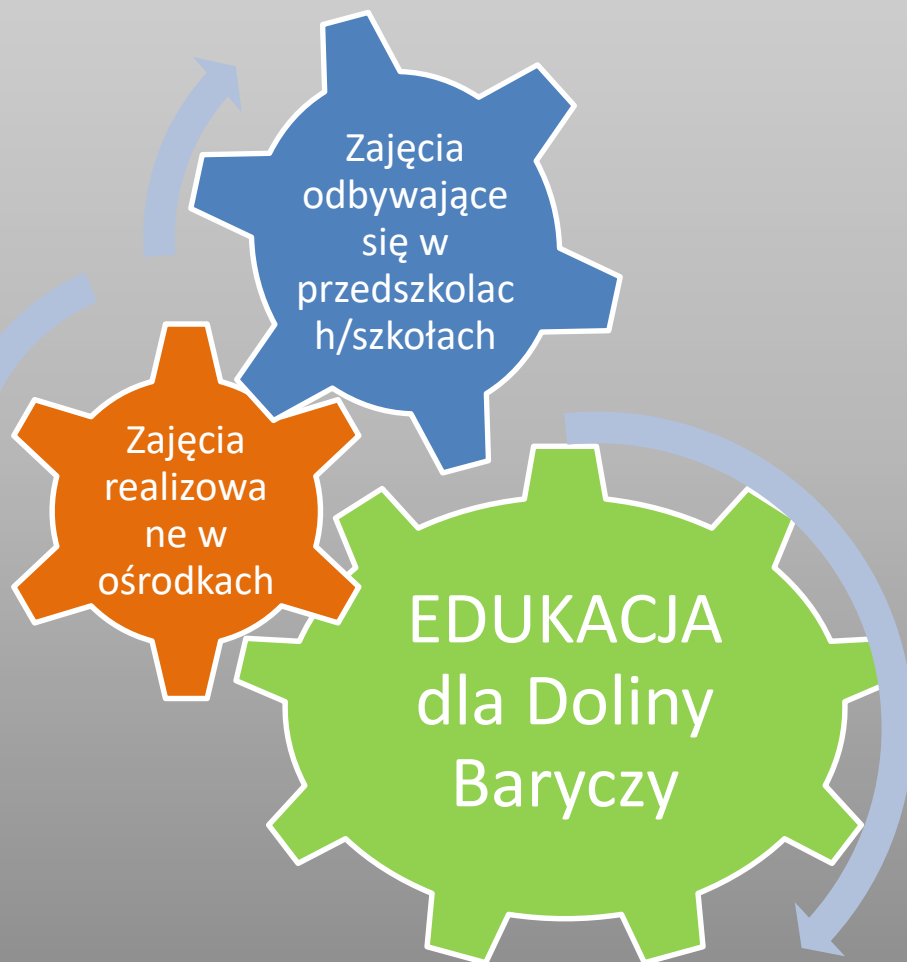 Zajęcia
odbywające
się w
przedszkolac
h/szkołach
Zajęcia
realizowa
ne w
ośrodkach
EDUKACJA
dla Doliny
Baryczy